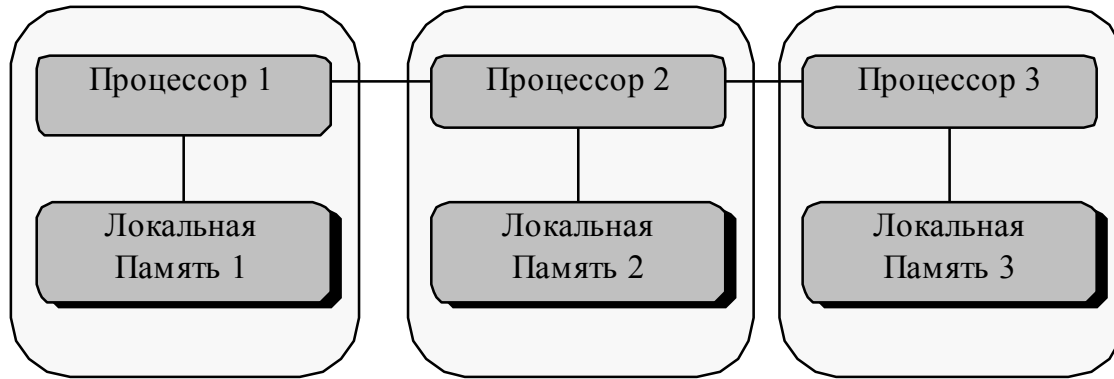 Процессор 1
Процессор 2
Процессор 3
Локальная
Память 1
Локальная
Память 2
Локальная
Память 3